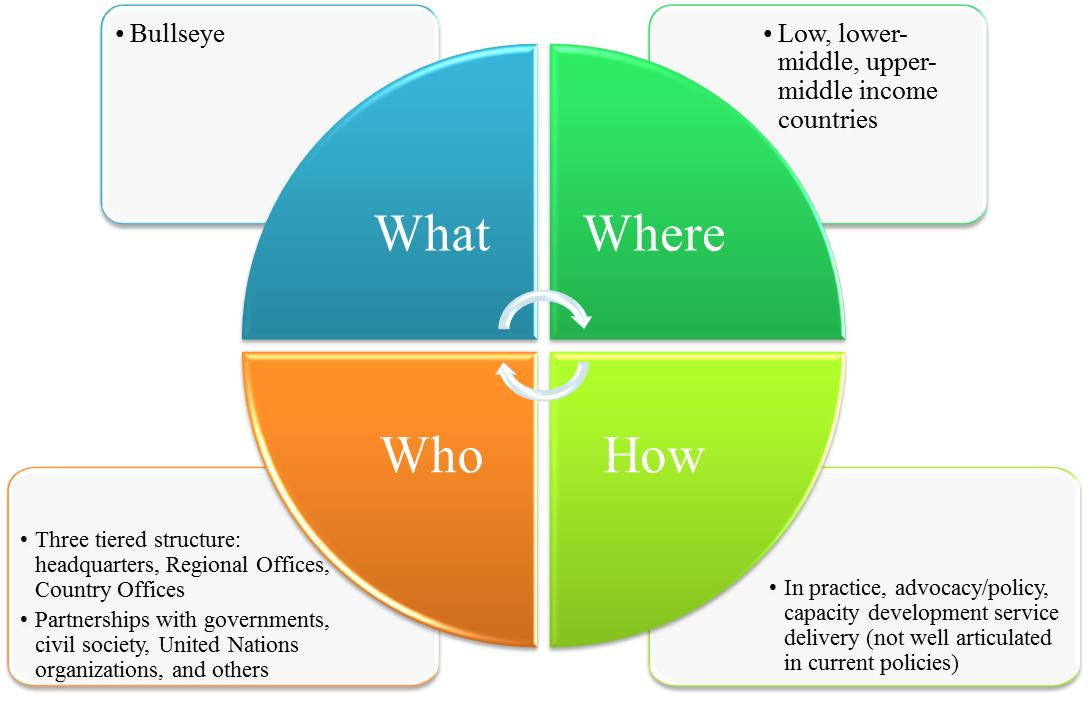 • Bullseye
• Low, lower-
middle, upper-
middle income
countries
What
Where
Who
How
• Three tiered structure:
headquarters, Regional Offices,
Country Offices
• Partnerships with governments,
civil society, United Nations
organizations, and others
• In practice, advocacy/policy,
capacity development service
delivery (not well articulated
in current policies)